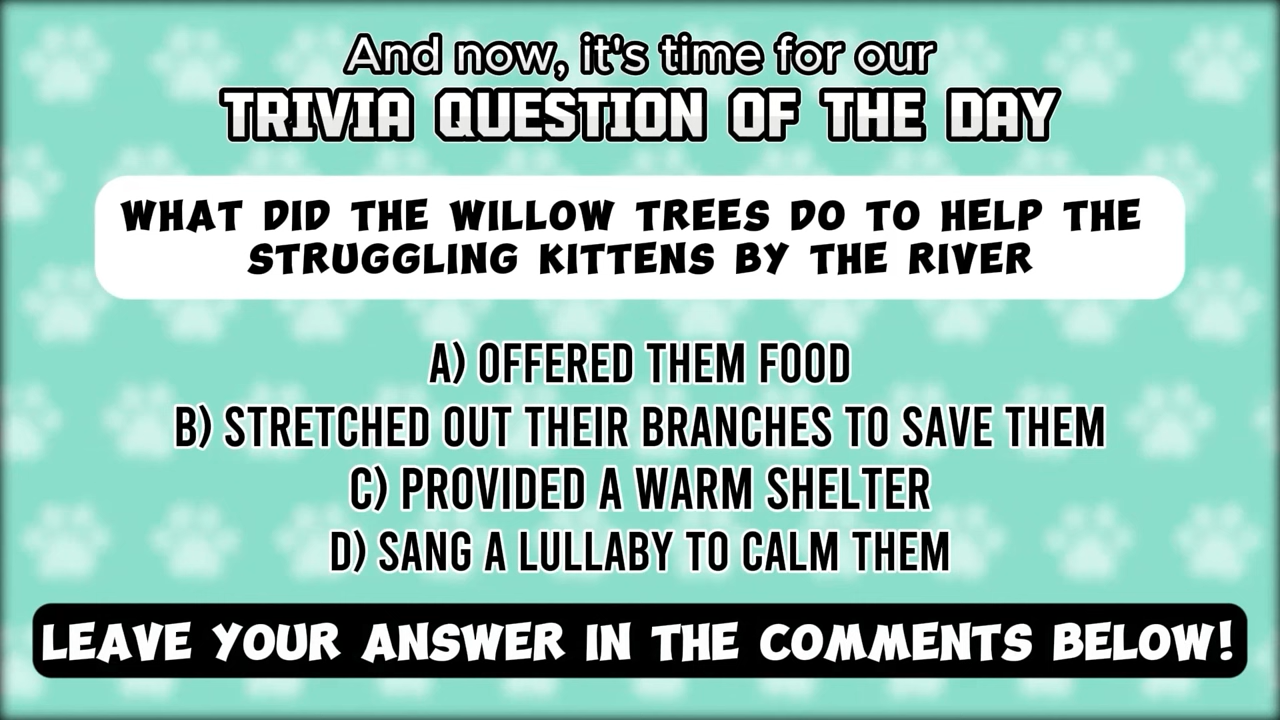 And now, it's time for our
TRIVIA QUESTION OF THE DAY
WHAT DID THE WILLOW TREES DO TO HELP THE
STRUGGLING KITTENS BY THE RIVER
A) OFFERED THEM FOOD
B) STRETCHED OUT THEIR BRANCHES TO SAVE THEM
C) PROVIDED A WARM SHELTER
D) SANG A LULLABY TO CALM THEM
LEAVE YOUR ANSWER IN THE COMMENTS BELOW!